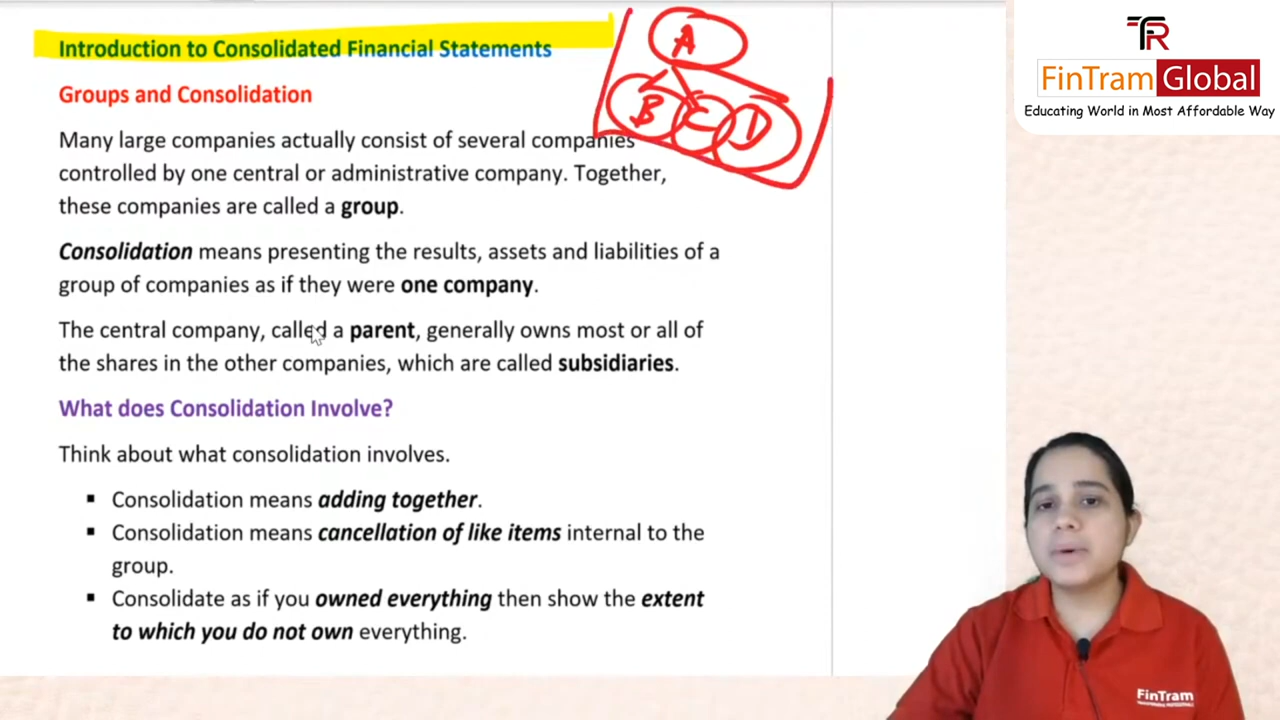 Introduction to Consolidated Financial Statements
Groups and Consolidation
Many large companies actually consist of several companies
controlled by one central or administrative company. Together,
these companies are called a group.
Consolidation means presenting the results, assets and liabilities of a
group of companies as if they were one company.
The central company, called a parent, generally owns most or all of
the shares in the other companies, which are called subsidiaries.
What does Consolidation Involve?
Think about what consolidation involves.
▪ Consolidation means adding together.
▪ Consolidation means cancellation of like items internal to the
group.
▪ Consolidate as if you owned everything then show the extent
to which you do not own everything.
A
B C D
TR
FinTram Global
Educating World in Most Affordable Way
FinTram